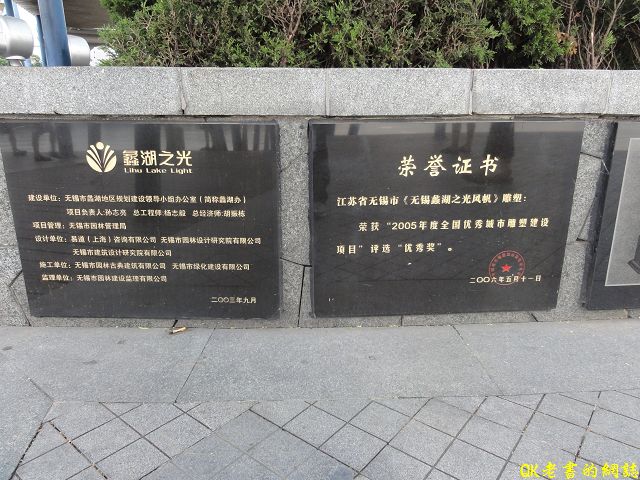 蠡湖之光
Lihu Lake Light
建设单位：无锡市蠡湖地区规划建设领导小组办公室（简称蠡湖办）
项目负责人：孙志亮 总工程师：杨志毅 总经济师：胡振栋
项目管理：无锡市园林管理局
设计单位：易道（上海）咨询有限公司 无锡市园林设计研究院有限公司
无锡市建筑设计研究院有限公司
施工单位：无锡市园林古典建筑有限公司 无锡市绿化建设有限公司
监理单位：无锡市园林建设监理有限公司
二〇〇三年九月
荣誉证书
江苏省无锡市《无锡蠡湖之光风帆》雕塑：
荣获“2005年度全国优秀城市雕塑建设
项目”评选“优秀奖”。
二〇〇六年五月十一日
QK老書的網誌